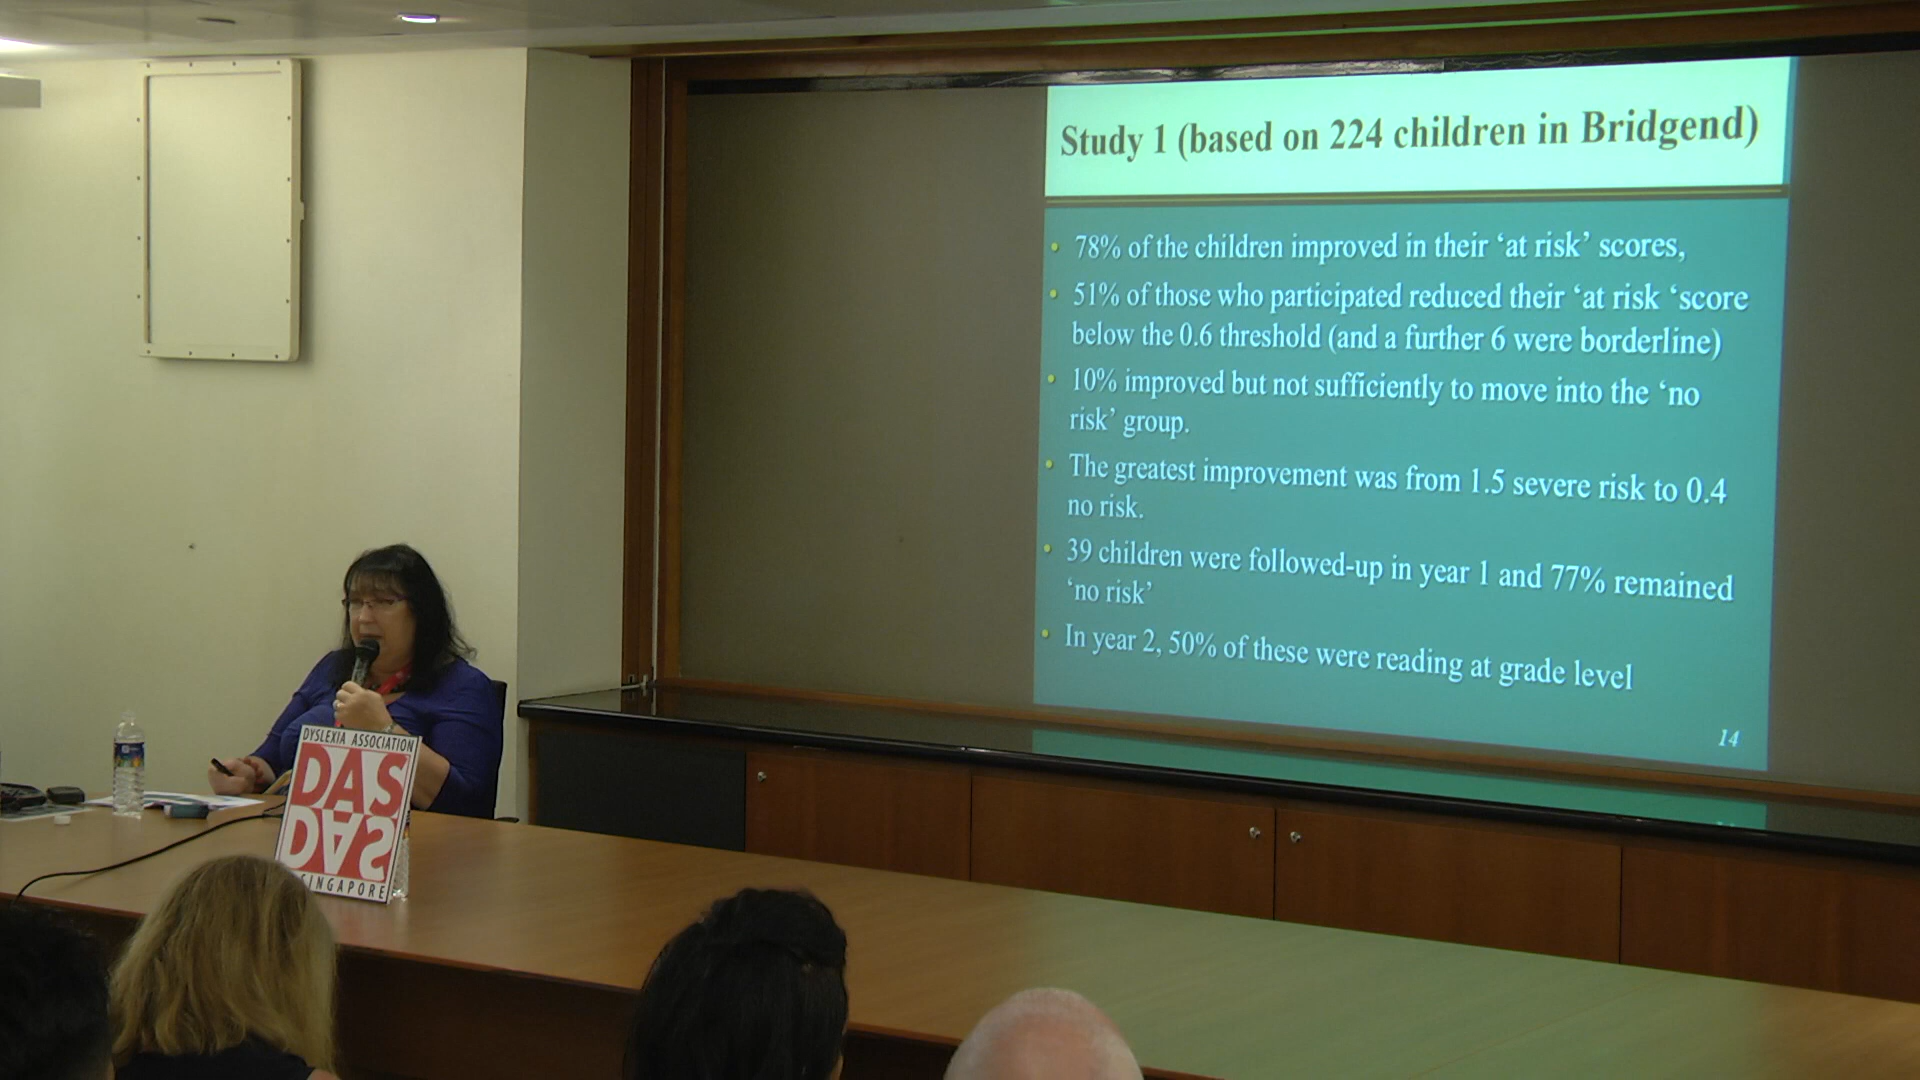 Study 1 (based on 224 children in Bridgend)
• 78% of the children improved in their ‘at risk’ scores,
• 51% of those who participated reduced their ‘at risk ‘score
below the 0.6 threshold (and a further 6 were borderline)
• 10% improved but not sufficiently to move into the ‘no
risk’ group.
• The greatest improvement was from 1.5 severe risk to 0.4
no risk.
• 39 children were followed-up in year 1 and 77% remained
‘no risk’
• In year 2, 50% of these were reading at grade level
14
DYSLEXIA ASSOCIATION
DAS
DAS
SINGAPORE